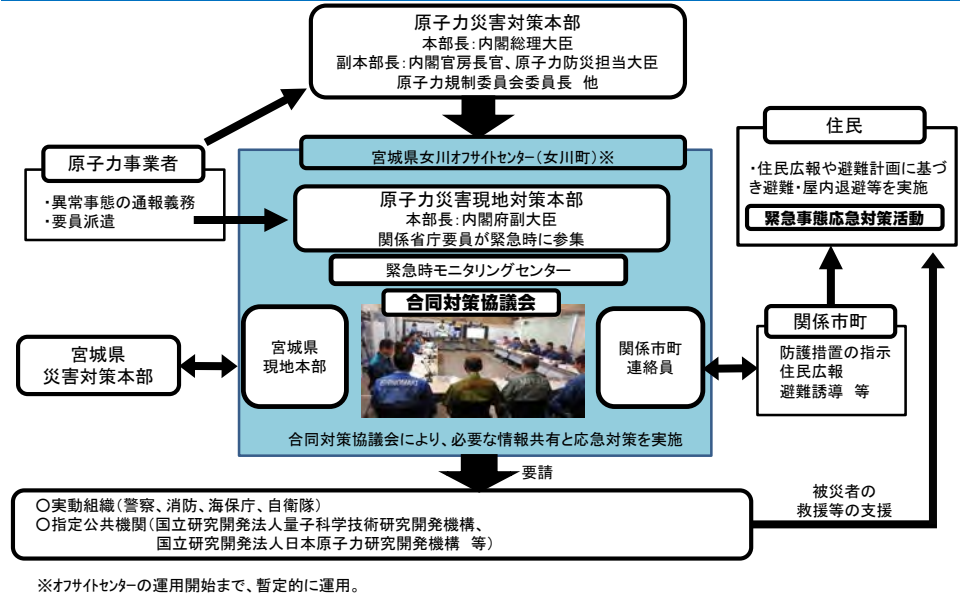 原子力災害対策本部
本部長：内閣総理大臣
副本部長：内閣官房長官、原子力防災担当大臣
原子力規制委員会委員長　他
住民
・住民広報や避難計画に基づ
き避難・屋内退避等を実施
緊急事態応急対策活動
原子力事業者
・異常事態の通報義務
・要員派遣
宮城県女川オフサイトセンター（女川町）※
原子力災害現地対策本部
本部長：内閣府副大臣
関係省庁要員が緊急時に参集
緊急時モニタリングセンター
合同対策協議会
宮城県
災害対策本部
宮城県
現地本部
関係市町
連絡員
関係市町
防護措置の指示
住民広報
避難誘導　等
合同対策協議会により、必要な情報共有と応急対策を実施
要請
○実動組織（警察、消防、海保庁、自衛隊）
○指定公共機関（国立研究開発法人量子科学技術研究開発機構、
国立研究開発法人日本原子力研究開発機構　等）
被災者の
救援等の支援
※オフサイトセンターの運用開始まで、暫定的に運用。